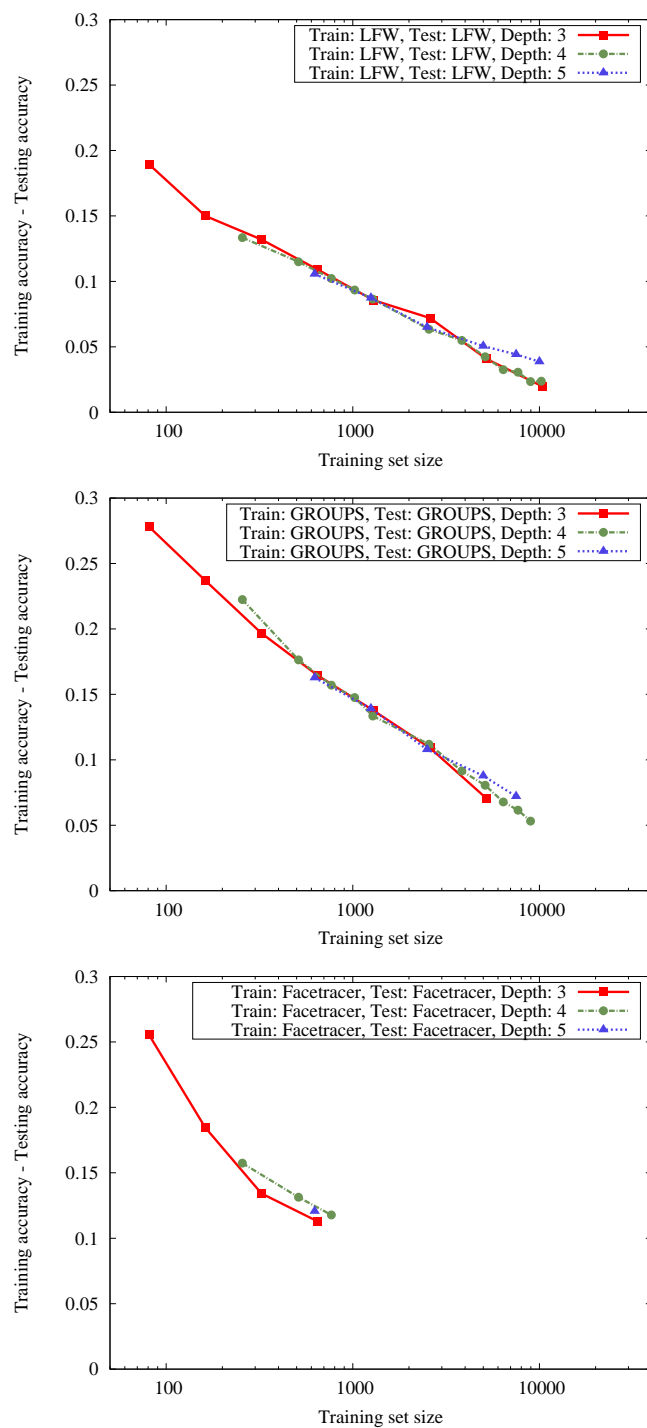 0.3
0.25
0.2
0.15
0.1
0.05
0
100
1000
10000
Training accuracy - Testing accuracy
Training set size
Train: LFW, Test: LFW, Depth: 3
Train: LFW, Test: LFW, Depth: 4
Train: LFW, Test: LFW, Depth: 5
0.3
0.25
0.2
0.15
0.1
0.05
0
100
1000
10000
Training accuracy - Testing accuracy
Training set size
Train: GROUPS, Test: GROUPS, Depth: 3
Train: GROUPS, Test: GROUPS, Depth: 4
Train: GROUPS, Test: GROUPS, Depth: 5
0.3
0.25
0.2
0.15
0.1
0.05
0
100
1000
10000
Training accuracy - Testing accuracy
Training set size
Train: Facetracer, Test: Facetracer, Depth: 3
Train: Facetracer, Test: Facetracer, Depth: 4
Train: Facetracer, Test: Facetracer, Depth: 5